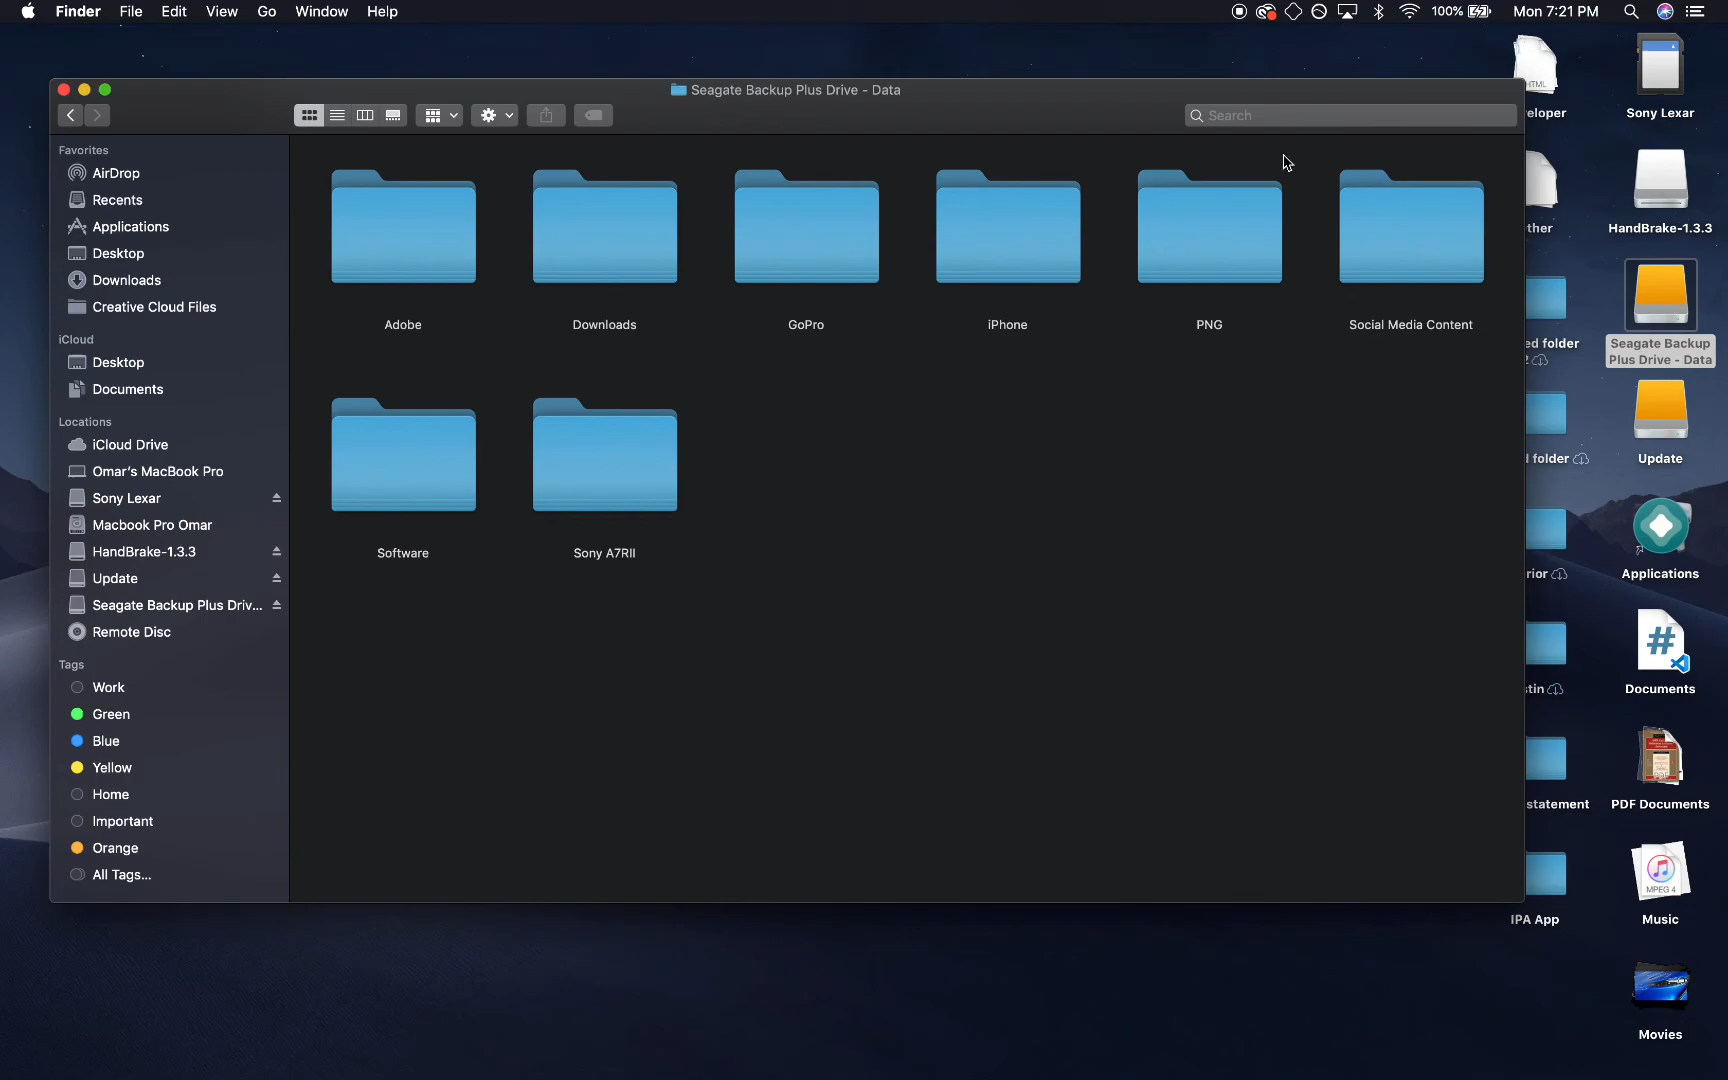 Finder File Edit View Go Window Help
100% Mon 7:21 PM
Seagate Backup Plus Drive - Data
Search
Favorites
AirDrop
Recents
Applications
Desktop
Downloads
Creative Cloud Files
iCloud
Desktop
Documents
Locations
iCloud Drive
Omar's MacBook Pro
Sony Lexar
Macbook Pro Omar
HandBrake-1.3.3
Update
Seagate Backup Plus Driv...
Remote Disc
Tags
Work
Green
Blue
Yellow
Home
Important
Orange
All Tags...
Adobe Downloads GoPro iPhone PNG Social Media Content
Software Sony A7RII
HTML
eloper
ther
ed folder
2
d folder
rior
tin
statement
IPA App
Sony Lexar
HandBrake-1.3.3
Seagate Backup
Plus Drive - Data
Update
Applications
#
Documents
PDF Documents
MPEG 4
Music
Movies